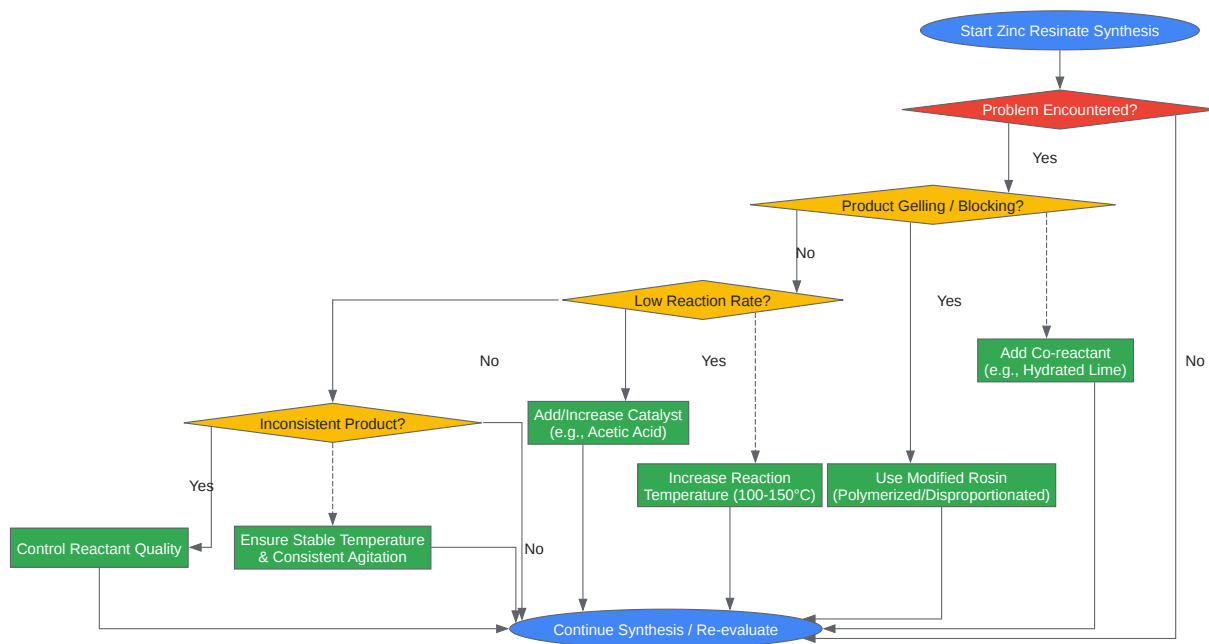 Start Zinc Resinate Synthesis
Problem Encountered?
Yes
Product Gelling / Blocking?
No
Low Reaction Rate?
Yes
Add Co-reactant
(e.g., Hydrated Lime)
No
No
Yes
Add/Increase Catalyst
(e.g., Acetic Acid)
Inconsistent Product?
Increase Reaction
Temperature (100-150°C)
Use Modified Rosin
(Polymerized/Disproportionated)
Yes
Control Reactant Quality
Ensure Stable Temperature
& Consistent Agitation
No
Continue Synthesis / Re-evaluate